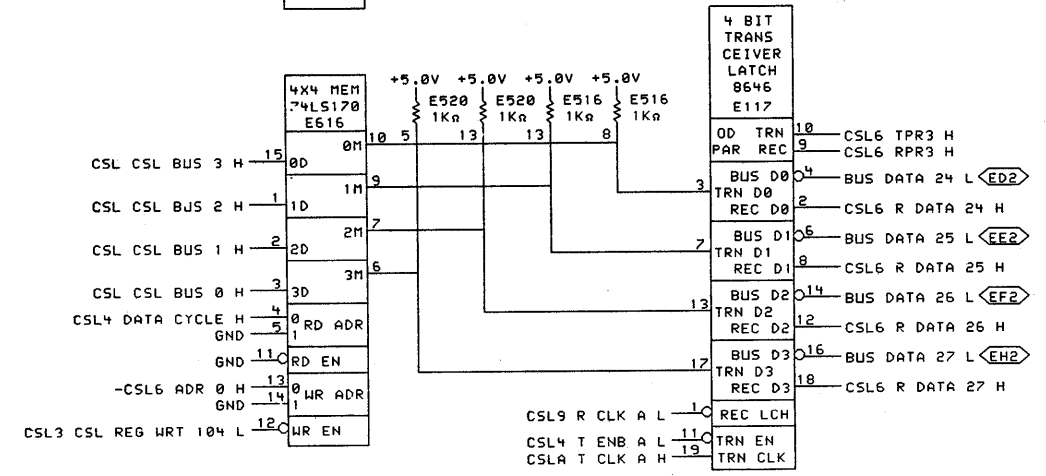 4 BIT
TRANS
CEIVER
LATCH
8646
E117
+5.0V +5.0V +5.0V +5.0V
E520 E520 E516 E516
1KΩ 1KΩ 1KΩ 1KΩ
5 13 13 8
4X4 MEM
74LS170
E616
CSL CSL BUS 3 H 15 0D 0M 10
CSL CSL BUS 2 H 1 1D 1M 9
CSL CSL BUS 1 H 2 2D 2M 7
CSL CSL BUS 0 H 3 3D 3M 6
CSL4 DATA CYCLE H 4 0 RD ADR
GND 5 1
GND 11 RD EN
-CSL6 ADR 0 H 13 0 WR ADR
GND 14 1
CSL3 CSL REG WRT 104 L 12 WR EN
OD TRN 10 CSL6 TPR3 H
PAR REC 9 CSL6 RPR3 H
BUS D0 4 BUS DATA 24 L ED2
3 TRN D0
REC D0 2 CSL6 R DATA 24 H
BUS D1 6 BUS DATA 25 L EE2
7 TRN D1
REC D1 8 CSL6 R DATA 25 H
BUS D2 14 BUS DATA 26 L EF2
13 TRN D2
REC D2 12 CSL6 R DATA 26 H
BUS D3 16 BUS DATA 27 L EH2
17 TRN D3
REC D3 18 CSL6 R DATA 27 H
CSL9 R CLK A L 1 REC LCH
CSL4 T ENB A L 11 TRN EN
CSLA T CLK A H 19 TRN CLK